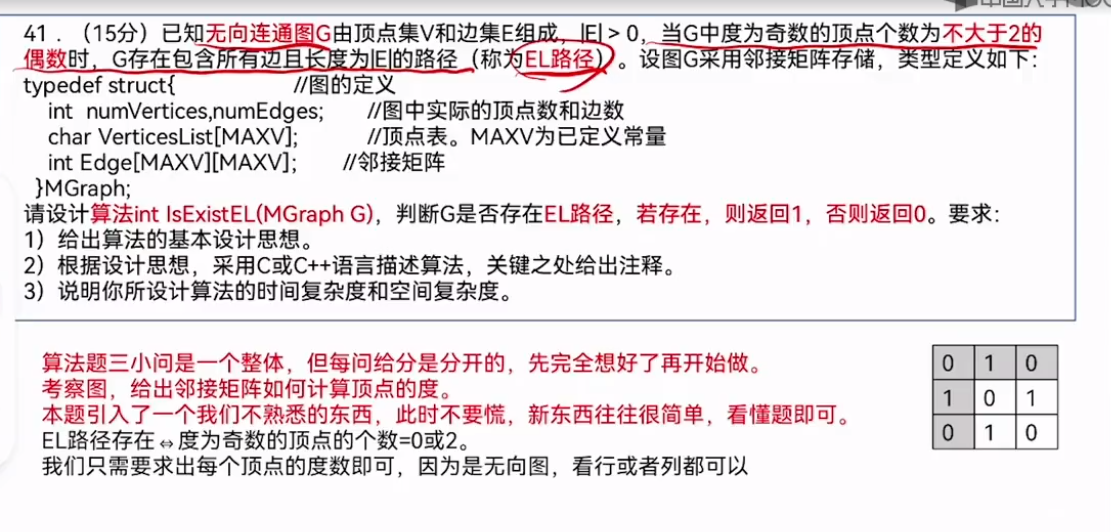 41．（15分）已知无向连通图G由顶点集V和边集E组成，|E|＞0，当G中度为奇数的顶点个数为不大于2的
偶数时，G存在包含所有边且长度为|E|的路径（称为EL路径）。设图G采用邻接矩阵存储，类型定义如下：
typedef struct{ //图的定义
int numVertices,numEdges; //图中实际的顶点数和边数
char VerticesList[MAXV]; //顶点表。MAXV为已定义常量
int Edge[MAXV][MAXV]; //邻接矩阵
}MGraph;
请设计算法int IsExistEL(MGraph G)，判断G是否存在EL路径，若存在，则返回1，否则返回0。要求：
1）给出算法的基本设计思想。
2）根据设计思想，采用C或C++语言描述算法，关键之处给出注释。
3）说明你所设计算法的时间复杂度和空间复杂度。
算法题三小问是一个整体，但每问给分是分开的，先完全想好了再开始做。
考察图，给出邻接矩阵如何计算顶点的度。
本题引入了一个我们不熟悉的东西，此时不要慌，新东西往往很简单，看懂题即可。
EL路径存在⇔度为奇数的顶点的个数=0或2。
我们只需要求出每个顶点的度数即可，因为是无向图，看行或者列都可以
0 1 0
1 0 1
0 1 0